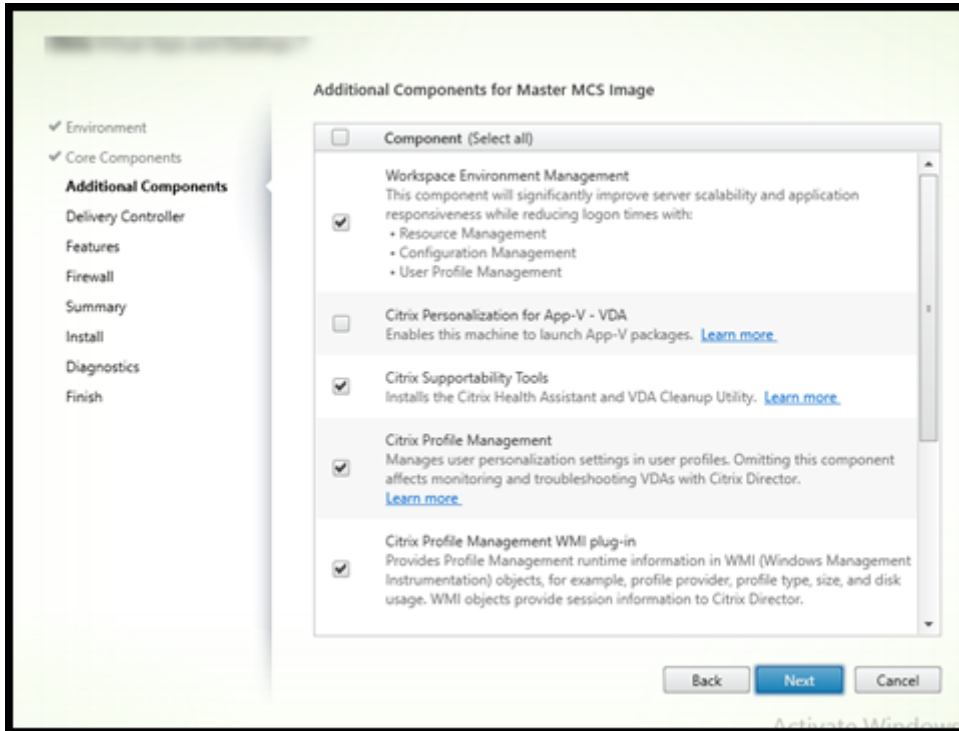 Additional Components for Master MCS Image
Environment
Core Components
Additional Components
Delivery Controller
Features
Firewall
Summary
Install
Diagnostics
Finish
Component (Select all)
Workspace Environment Management
This component will significantly improve server scalability and application
responsiveness while reducing logon times with:
• Resource Management
• Configuration Management
• User Profile Management
Citrix Personalization for App-V - VDA
Enables this machine to launch App-V packages. Learn more
Citrix Supportability Tools
Installs the Citrix Health Assistant and VDA Cleanup Utility. Learn more
Citrix Profile Management
Manages user personalization settings in user profiles. Omitting this component
affects monitoring and troubleshooting VDAs with Citrix Director.
Learn more
Citrix Profile Management WMI plug-in
Provides Profile Management runtime information in WMI (Windows Management
Instrumentation) objects, for example, profile provider, profile type, size, and disk
usage. WMI objects provide session information to Citrix Director.
Back Next Cancel
Activate Windows